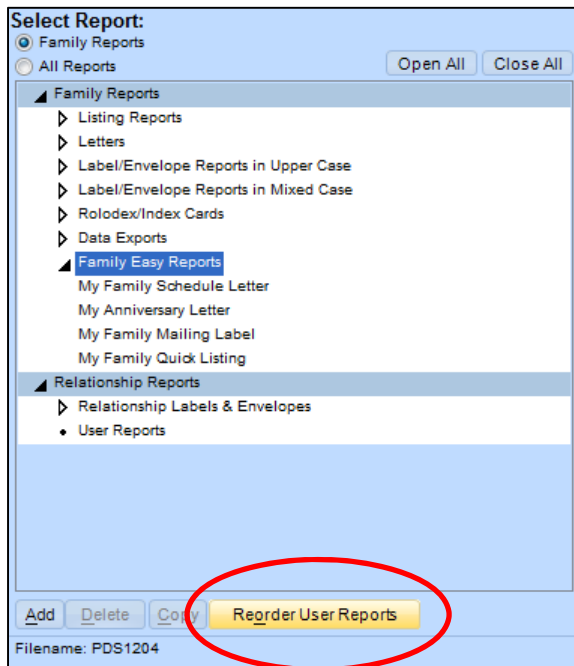 Select Report:
Family Reports
All Reports
Open All Close All
Family Reports
Listing Reports
Letters
Label/Envelope Reports in Upper Case
Label/Envelope Reports in Mixed Case
Rolodex/Index Cards
Data Exports
Family Easy Reports
My Family Schedule Letter
My Anniversary Letter
My Family Mailing Label
My Family Quick Listing
Relationship Reports
Relationship Labels & Envelopes
User Reports
Add Delete Copy Reorder User Reports
Filename: PDS1204